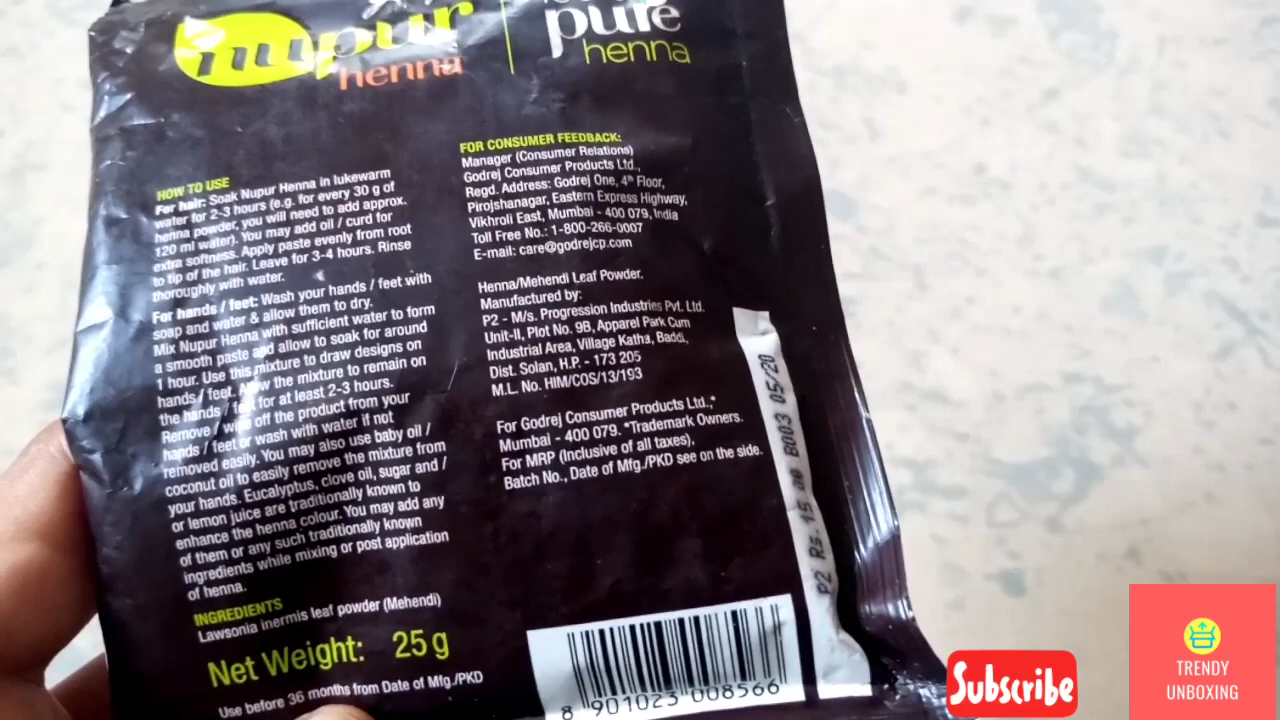 nupur
henna
pure
henna
HOW TO USE
For hair: Soak Nupur Henna in lukewarm
water for 2-3 hours (e.g. for every 30 g of
henna powder, you will need to add approx.
120 ml water). You may add oil / curd for
extra softness. Apply paste evenly from root
to tip of the hair. Leave for 3-4 hours. Rinse
thoroughly with water.
For hands / feet: Wash your hands / feet with
soap and water & allow them to dry.
Mix Nupur Henna with sufficient water to form
a smooth paste and allow to soak for around
1 hour. Use this mixture to draw designs on
hands / feet. Allow the mixture to remain on
the hands / feet for at least 2-3 hours.
Remove / wipe off the product from your
hands / feet or wash with water if not
removed easily. You may also use baby oil /
coconut oil to easily remove the mixture from
your hands. Eucalyptus, clove oil, sugar and /
or lemon juice are traditionally known to
enhance the henna colour. You may add any
of them or any such traditionally known
ingredients while mixing or post application
of henna.
INGREDIENTS
Lawsonia inermis leaf powder (Mehendi)
Net Weight: 25 g
Use before 36 months from Date of Mfg./PKD
FOR CONSUMER FEEDBACK:
Manager (Consumer Relations)
Godrej Consumer Products Ltd.,
Regd. Address: Godrej One, 4th Floor,
Pirojshanagar, Eastern Express Highway,
Vikhroli East, Mumbai - 400 079, India
Toll Free No.: 1-800-266-0007
E-mail: care@godrejcp.com
Henna/Mehendi Leaf Powder.
Manufactured by:
P2 - M/s. Progression Industries Pvt. Ltd.
Unit-II, Plot No. 9B, Apparel Park Cum
Industrial Area, Village Katha, Baddi,
Dist. Solan, H.P. - 173 205
M.L. No. HIM/COS/13/193
For Godrej Consumer Products Ltd.,*
Mumbai - 400 079. *Trademark Owners.
For MRP (Inclusive of all taxes),
Batch No., Date of Mfg./PKD see on the side.
P2 Rs. 15 00 B003 05/20
8 901023 008566
Subscribe
TRENDY
UNBOXING